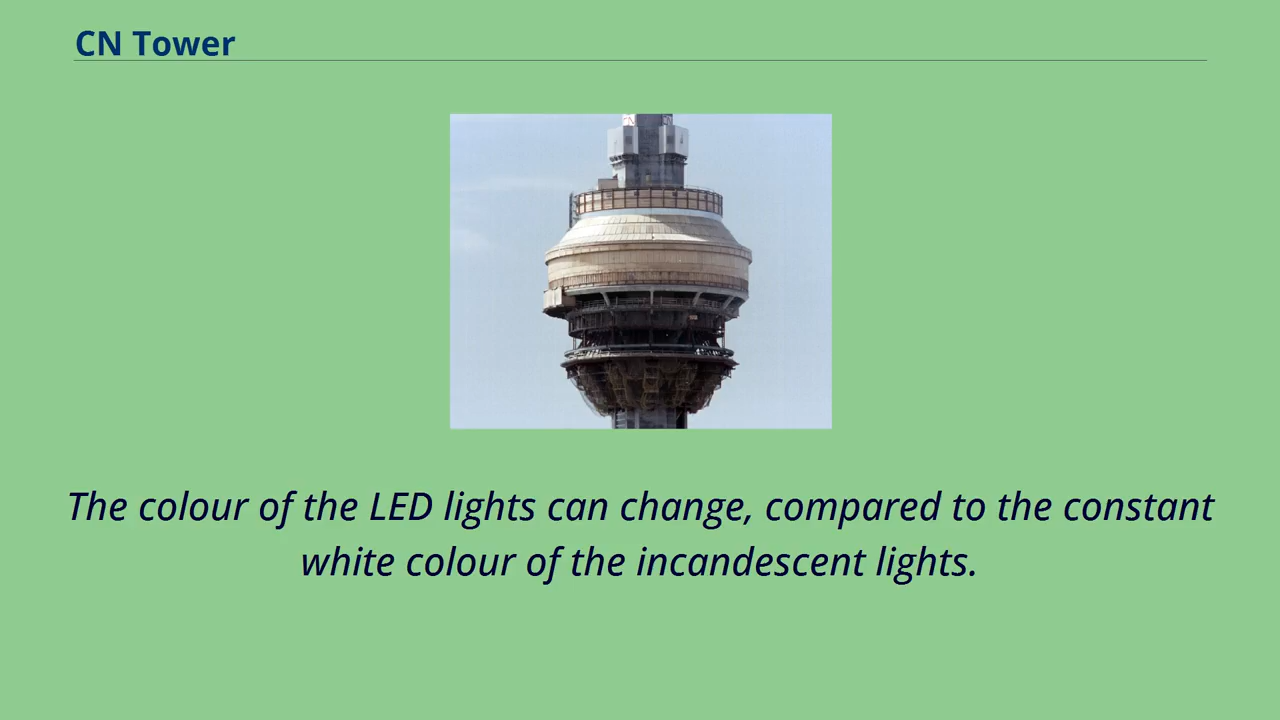 CN Tower
The colour of the LED lights can change, compared to the constant
white colour of the incandescent lights.